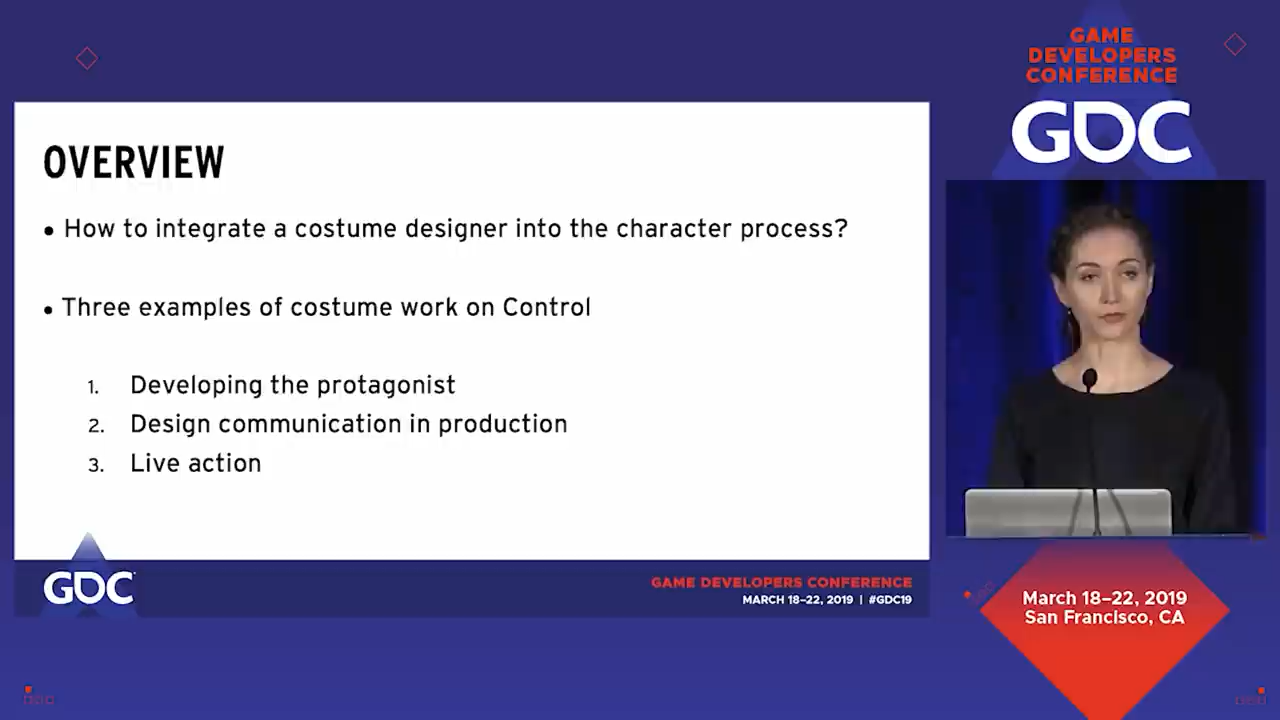 OVERVIEW
• How to integrate a costume designer into the character process?
• Three examples of costume work on Control
1. Developing the protagonist
2. Design communication in production
3. Live action
GDC
GAME DEVELOPERS CONFERENCE
MARCH 18–22, 2019 | #GDC19
GAME
DEVELOPERS
CONFERENCE
GDC
March 18–22, 2019
San Francisco, CA